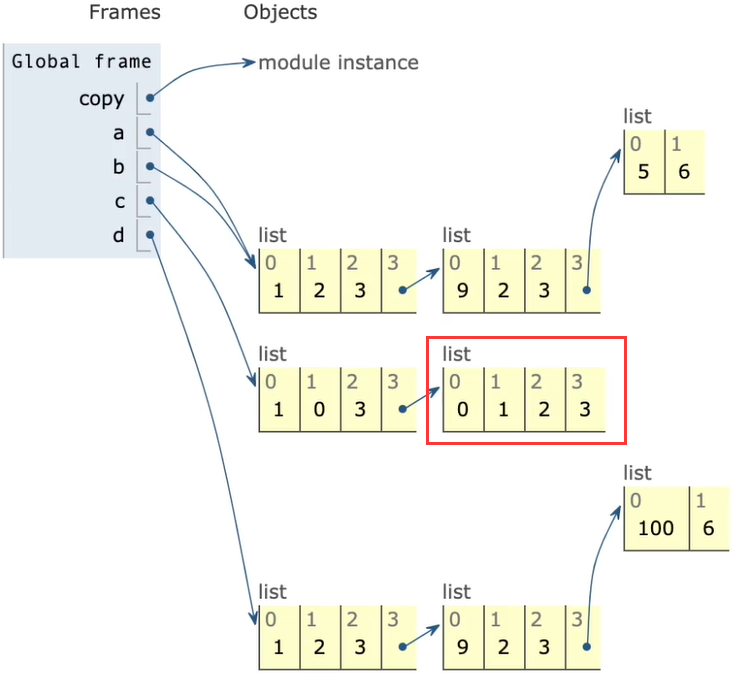 Frames Objects
Global frame
module instance
copy
a
b
c
d
list
0 1
5 6
list list
0 1 2 3 0 1 2 3
1 2 3 9 2 3
list list
0 1 2 3 0 1 2 3
1 0 3 0 1 2 3
list
0 1
100 6
list list
0 1 2 3 0 1 2 3
1 2 3 9 2 3